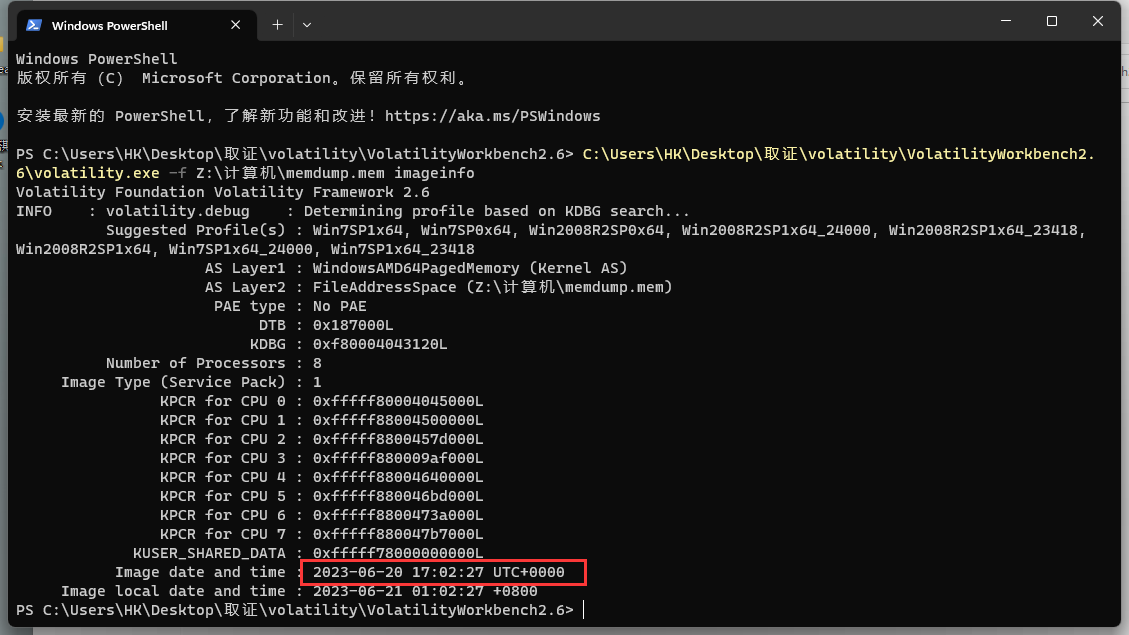 Windows PowerShell
Windows PowerShell
版权所有 (C)  Microsoft Corporation。保留所有权利。
安装最新的 PowerShell，了解新功能和改进！https://aka.ms/PSWindows
PS C:\Users\HK\Desktop\取证\volatility\VolatilityWorkbench2.6> C:\Users\HK\Desktop\取证\volatility\VolatilityWorkbench2.
6\volatility.exe -f Z:\计算机\memdump.mem imageinfo
Volatility Foundation Volatility Framework 2.6
INFO    : volatility.debug    : Determining profile based on KDBG search...
          Suggested Profile(s) : Win7SP1x64, Win7SP0x64, Win2008R2SP0x64, Win2008R2SP1x64_24000, Win2008R2SP1x64_23418,
Win2008R2SP1x64, Win7SP1x64_24000, Win7SP1x64_23418
                     AS Layer1 : WindowsAMD64PagedMemory (Kernel AS)
                     AS Layer2 : FileAddressSpace (Z:\计算机\memdump.mem)
                      PAE type : No PAE
                           DTB : 0x187000L
                          KDBG : 0xf80004043120L
          Number of Processors : 8
     Image Type (Service Pack) : 1
                KPCR for CPU 0 : 0xfffff80004045000L
                KPCR for CPU 1 : 0xfffff88004500000L
                KPCR for CPU 2 : 0xfffff8800457d000L
                KPCR for CPU 3 : 0xfffff880009af000L
                KPCR for CPU 4 : 0xfffff88004640000L
                KPCR for CPU 5 : 0xfffff880046bd000L
                KPCR for CPU 6 : 0xfffff8800473a000L
                KPCR for CPU 7 : 0xfffff880047b7000L
             KUSER_SHARED_DATA : 0xfffff78000000000L
           Image date and time : 2023-06-20 17:02:27 UTC+0000
     Image local date and time : 2023-06-21 01:02:27 +0800
PS C:\Users\HK\Desktop\取证\volatility\VolatilityWorkbench2.6>